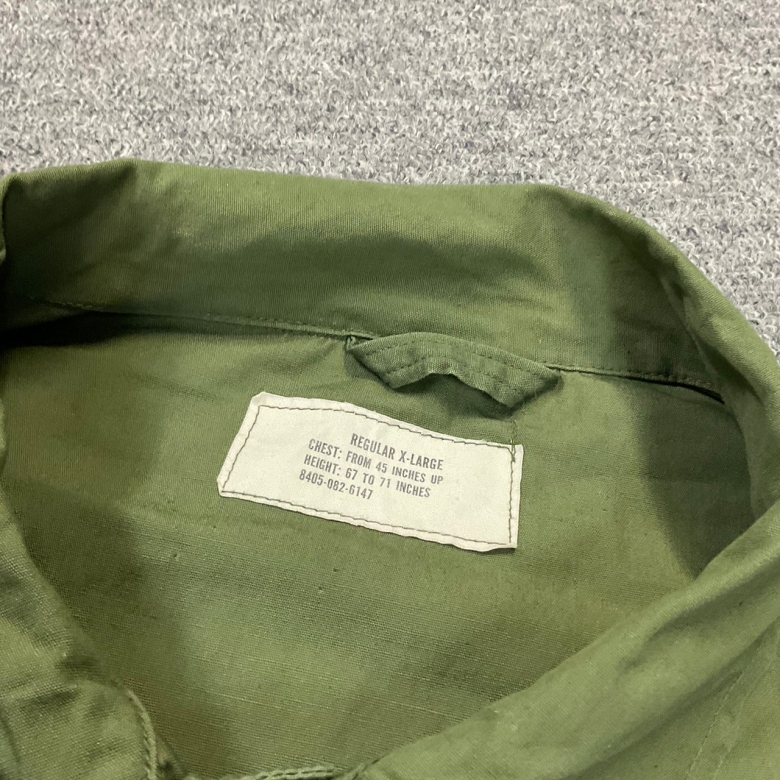 REGULAR X-LARGE
CHEST: FROM 45 INCHES UP
HEIGHT: 67 TO 71 INCHES
8405-082-6147